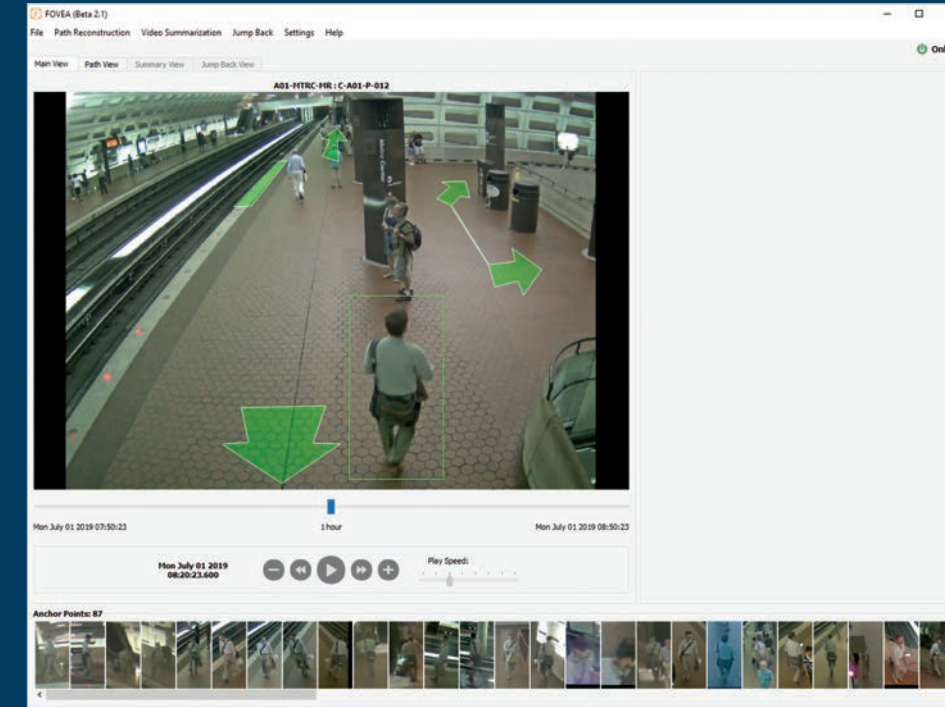 FOVEA (Beta 2.1)
File Path Reconstruction Video Summarization Jump Back Settings Help
Main View Path View Summary View Jump Back View
A01-MTRC-MR : C-A01-P-012
Metro Center
Mon July 01 2019 07:50:23 1 hour Mon July 01 2019 08:50:23
Mon July 01 2019
08:20:23.600
Play Speed:
Anchor Points: 87